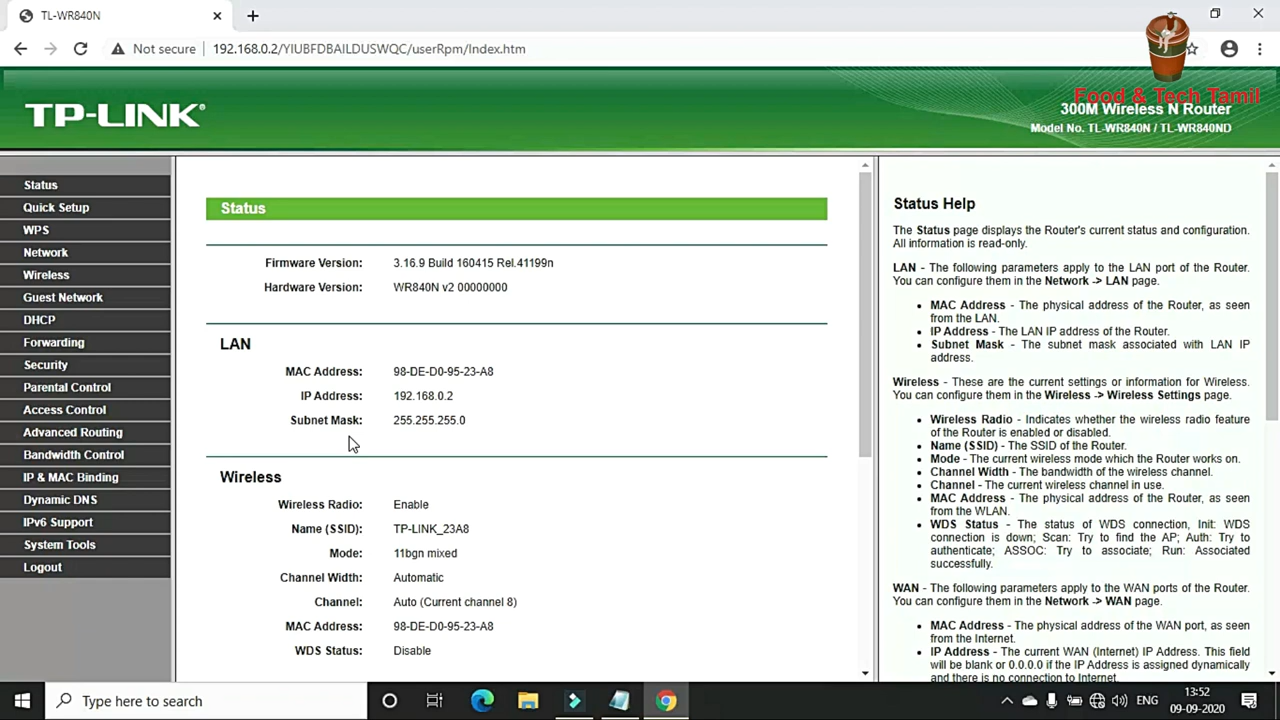 TL-WR840N
Not secure
192.168.0.2/YIUBFDBAILDUSWQC/userRpm/Index.htm
Food & Tech Tamil
TP-LINK®
300M Wireless N Router
Model No. TL-WR840N / TL-WR840ND
Status
Quick Setup
WPS
Network
Wireless
Guest Network
DHCP
Forwarding
Security
Parental Control
Access Control
Advanced Routing
Bandwidth Control
IP & MAC Binding
Dynamic DNS
IPv6 Support
System Tools
Logout
Status
Firmware Version: 3.16.9 Build 160415 Rel.41199n
Hardware Version: WR840N v2 00000000
LAN
MAC Address: 98-DE-D0-95-23-A8
IP Address: 192.168.0.2
Subnet Mask: 255.255.255.0
Wireless
Wireless Radio: Enable
Name (SSID): TP-LINK_23A8
Mode: 11bgn mixed
Channel Width: Automatic
Channel: Auto (Current channel 8)
MAC Address: 98-DE-D0-95-23-A8
WDS Status: Disable
Status Help
The Status page displays the Router's current status and configuration.
All information is read-only.
LAN - The following parameters apply to the LAN port of the Router.
You can configure them in the Network -> LAN page.
• MAC Address - The physical address of the Router, as seen
from the LAN.
• IP Address - The LAN IP address of the Router.
• Subnet Mask - The subnet mask associated with LAN IP
address.
Wireless - These are the current settings or information for Wireless.
You can configure them in the Wireless -> Wireless Settings page.
• Wireless Radio - Indicates whether the wireless radio feature
of the Router is enabled or disabled.
• Name (SSID) - The SSID of the Router.
• Mode - The current wireless mode which the Router works on.
• Channel Width - The bandwidth of the wireless channel.
• Channel - The current wireless channel in use.
• MAC Address - The physical address of the Router, as seen
from the WLAN.
• WDS Status - The status of WDS connection, Init: WDS
connection is down; Scan: Try to find the AP; Auth: Try to
authenticate; ASSOC: Try to associate; Run: Associated
successfully.
WAN - The following parameters apply to the WAN ports of the Router.
You can configure them in the Network -> WAN page.
• MAC Address - The physical address of the WAN port, as seen
from the Internet.
• IP Address - The current WAN (Internet) IP Address. This field
will be blank or 0.0.0.0 if the IP Address is assigned dynamically
and there is no connection to Internet.
Type here to search
ENG
13:52
09-09-2020